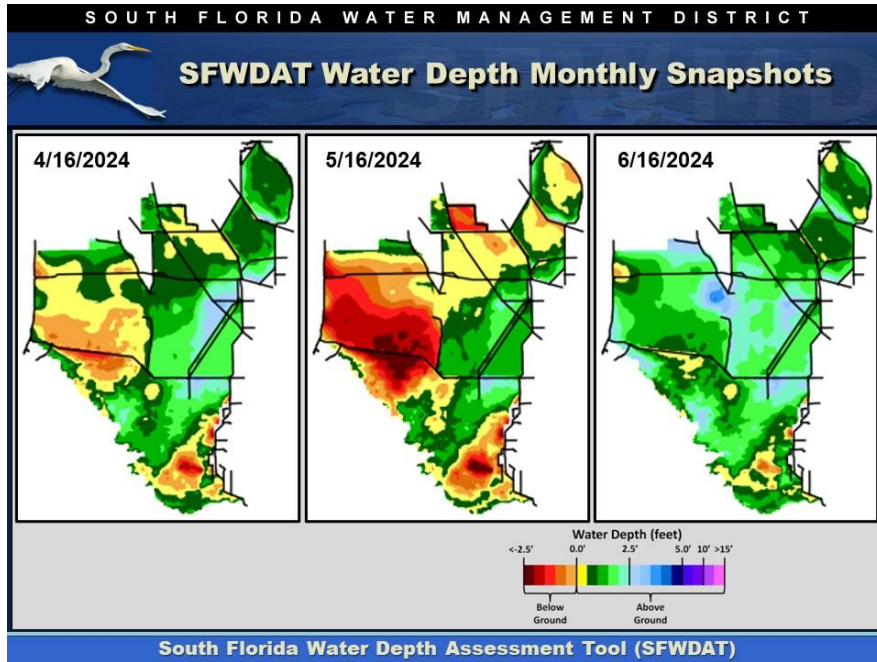 SOUTH FLORIDA WATER MANAGEMENT DISTRICT
SFWDAT Water Depth Monthly Snapshots
4/16/2024
5/16/2024
6/16/2024
Water Depth (feet)
<-2.5' 0.0' 2.5' 5.0' 10' >15'
Below Above
Ground Ground
South Florida Water Depth Assessment Tool (SFWDAT)